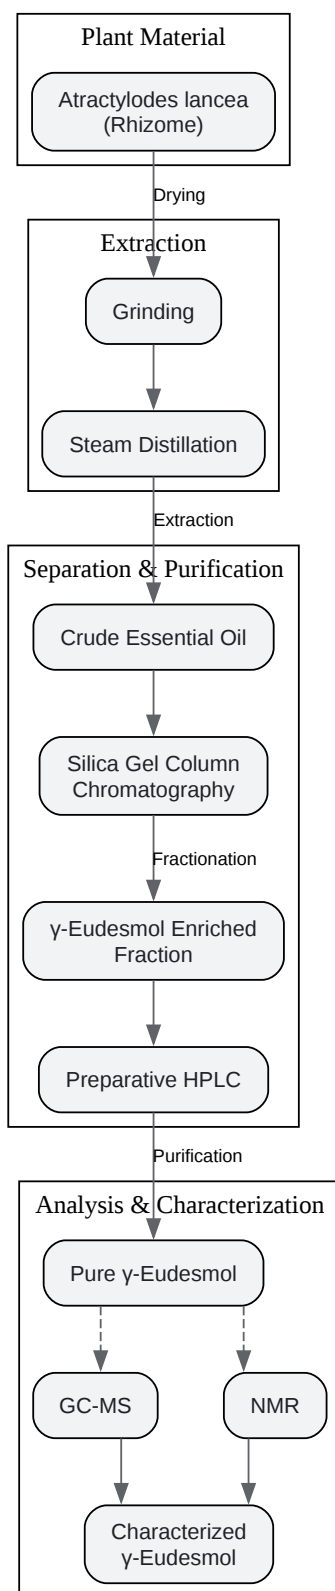 Plant Material
Atractylodes lancea
(Rhizome)
Drying
Extraction
Grinding
Steam Distillation
Extraction
Separation & Purification
Crude Essential Oil
Silica Gel Column
Chromatography
Fractionation
γ-Eudesmol Enriched
Fraction
Preparative HPLC
Purification
Analysis & Characterization
Pure γ-Eudesmol
GC-MS
NMR
Characterized
γ-Eudesmol